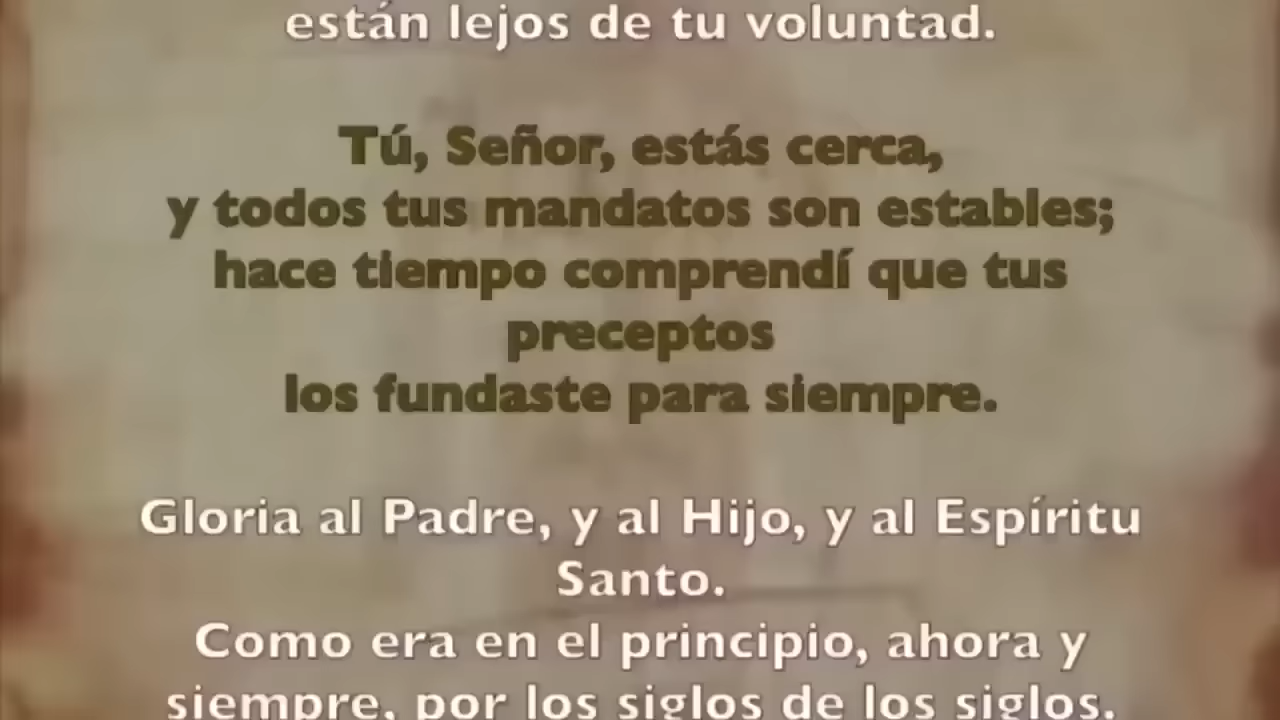 están lejos de tu voluntad.
Tú, Señor, estás cerca,
y todos tus mandatos son estables;
hace tiempo comprendí que tus
preceptos
los fundaste para siempre.
Gloria al Padre, y al Hijo, y al Espíritu
Santo.
Como era en el principio, ahora y
siempre, por los siglos de los siglos.